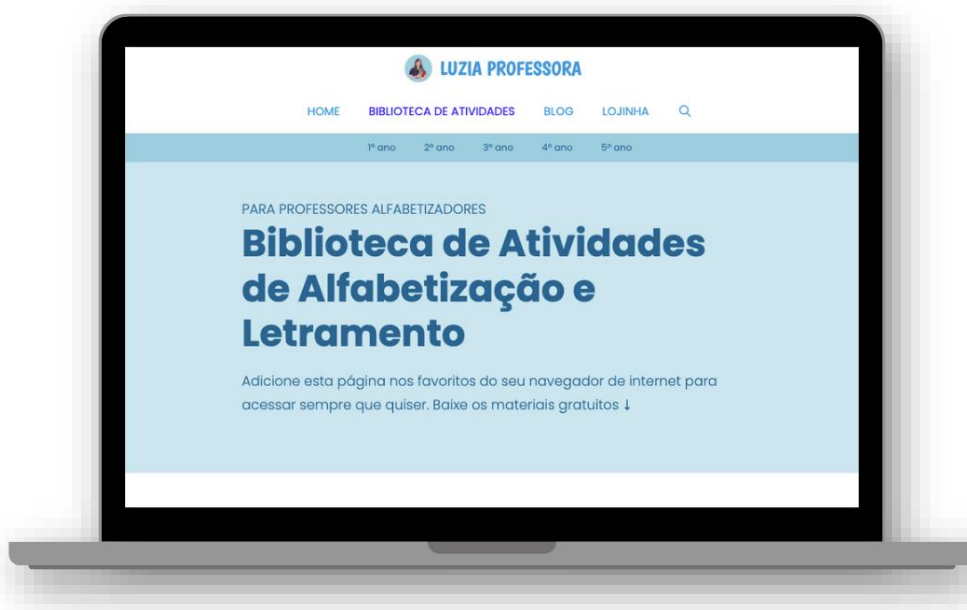 LUZIA PROFESSORA
HOME BIBLIOTECA DE ATIVIDADES BLOG LOJINHA
1º ano 2º ano 3º ano 4º ano 5º ano
PARA PROFESSORES ALFABETIZADORES
Biblioteca de Atividades
de Alfabetização e
Letramento
Adicione esta página nos favoritos do seu navegador de internet para
acessar sempre que quiser. Baixe os materiais gratuitos ↓